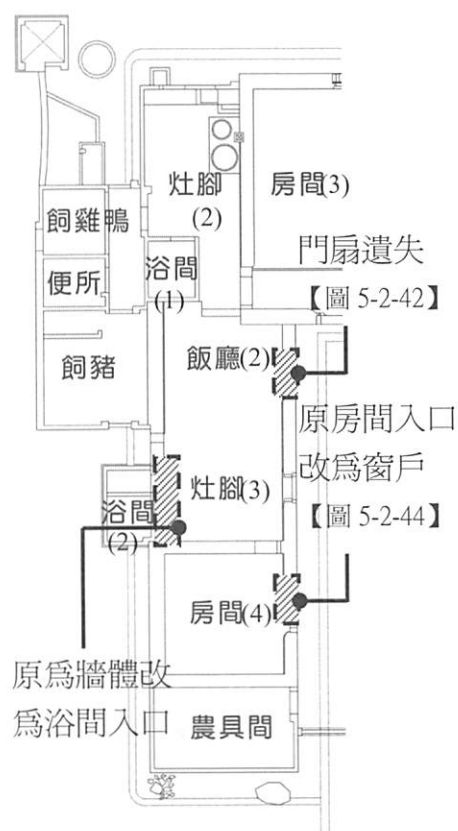 灶腳
(2)
房間(3)
飼雞鴨
浴間
(1)
便所
門扇遺失
【圖 5-2-42】
飼豬
飯廳(2)
原房間入口
改為窗戶
【圖 5-2-44】
灶腳
(3)
浴間
(2)
房間(4)
原為牆體改
為浴間入口
農具間